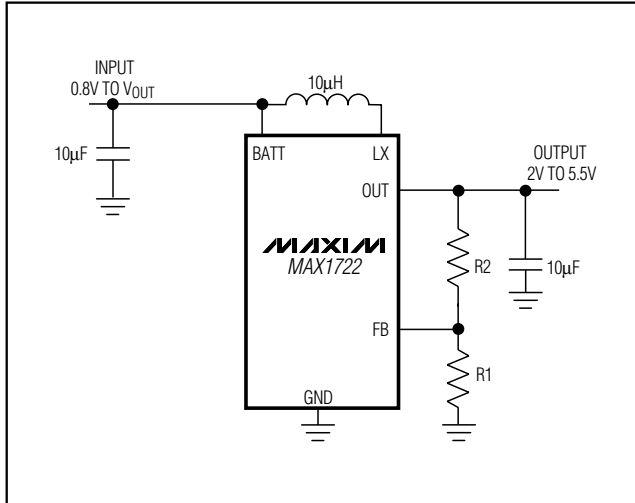 INPUT
0.8V TO VOUT
10µH
10µF
BATT
LX
OUT
OUTPUT
2V TO 5.5V
MAXIM
MAX1722
R2
10µF
FB
R1
GND